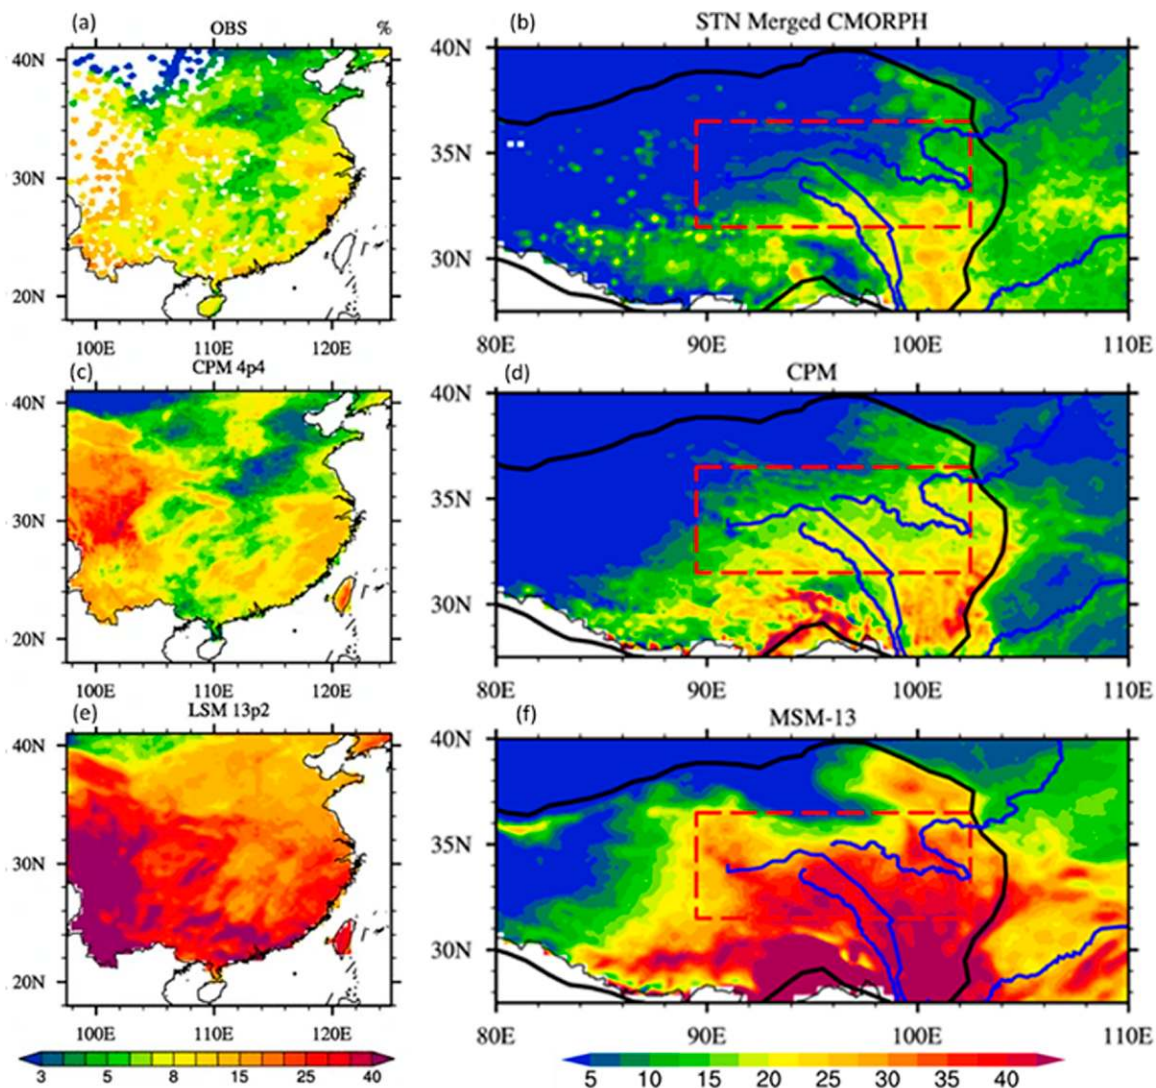 (a) OBS %
40N
30N
20N
100E 110E 120E
(b) STN Merged CMORPH
40N
35N
30N
80E 90E 100E 110E
(c) CPM 4p4
40N
30N
20N
100E 110E 120E
(d) CPM
40N
35N
30N
80E 90E 100E 110E
(e) LSM 13p2
40N
30N
20N
100E 110E 120E
(f) MSM-13
40N
35N
30N
80E 90E 100E 110E
3 5 8 15 25 40
5 10 15 20 25 30 35 40